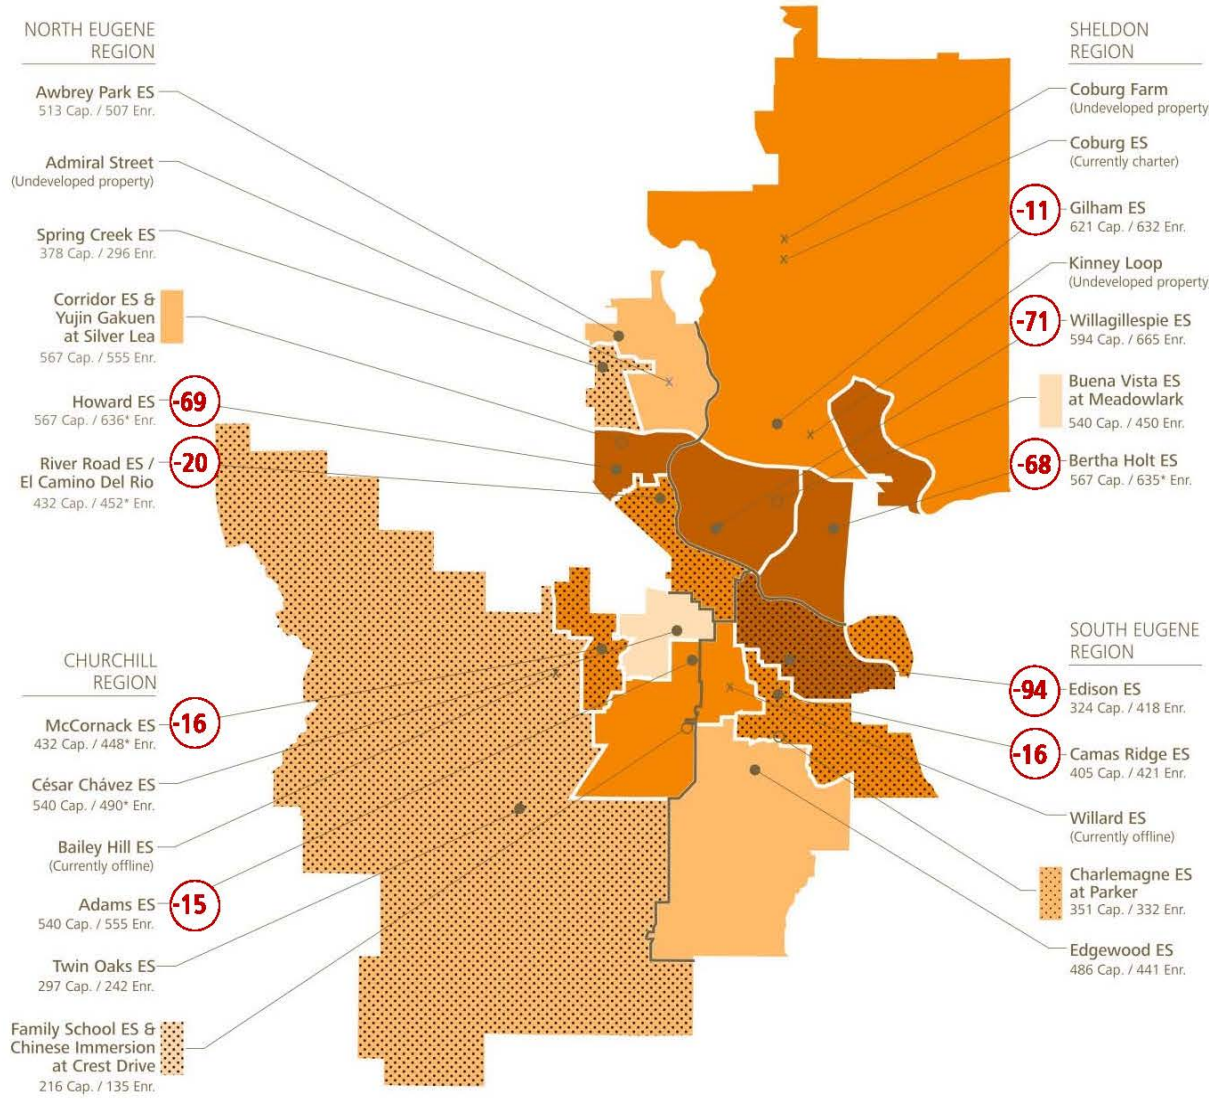 NORTH EUGENE
REGION
Awbrey Park ES
513 Cap. / 507 Enr.
Admiral Street
(Undeveloped property)
Spring Creek ES
378 Cap. / 296 Enr.
Corridor ES &
Yujin Gakuen
at Silver Lea
567 Cap. / 555 Enr.
Howard ES
567 Cap. / 636* Enr.
-69
River Road ES /
El Camino Del Rio
432 Cap. / 452* Enr.
-20
CHURCHILL
REGION
McCornack ES
432 Cap. / 448* Enr.
-16
César Chávez ES
540 Cap. / 490* Enr.
Bailey Hill ES
(Currently offline)
Adams ES
540 Cap. / 555 Enr.
-15
Twin Oaks ES
297 Cap. / 242 Enr.
Family School ES &
Chinese Immersion
at Crest Drive
216 Cap. / 135 Enr.
SHELDON
REGION
Coburg Farm
(Undeveloped property
Coburg ES
(Currently charter)
-11
Gilham ES
621 Cap. / 632 Enr.
Kinney Loop
(Undeveloped property
-71
Willagillespie ES
594 Cap. / 665 Enr.
Buena Vista ES
at Meadowlark
540 Cap. / 450 Enr.
-68
Bertha Holt ES
567 Cap. / 635* Enr.
SOUTH EUGENE
REGION
-94
Edison ES
324 Cap. / 418 Enr.
-16
Camas Ridge ES
405 Cap. / 421 Enr.
Willard ES
(Currently offline)
Charlemagne ES
at Parker
351 Cap. / 332 Enr.
Edgewood ES
486 Cap. / 441 Enr.